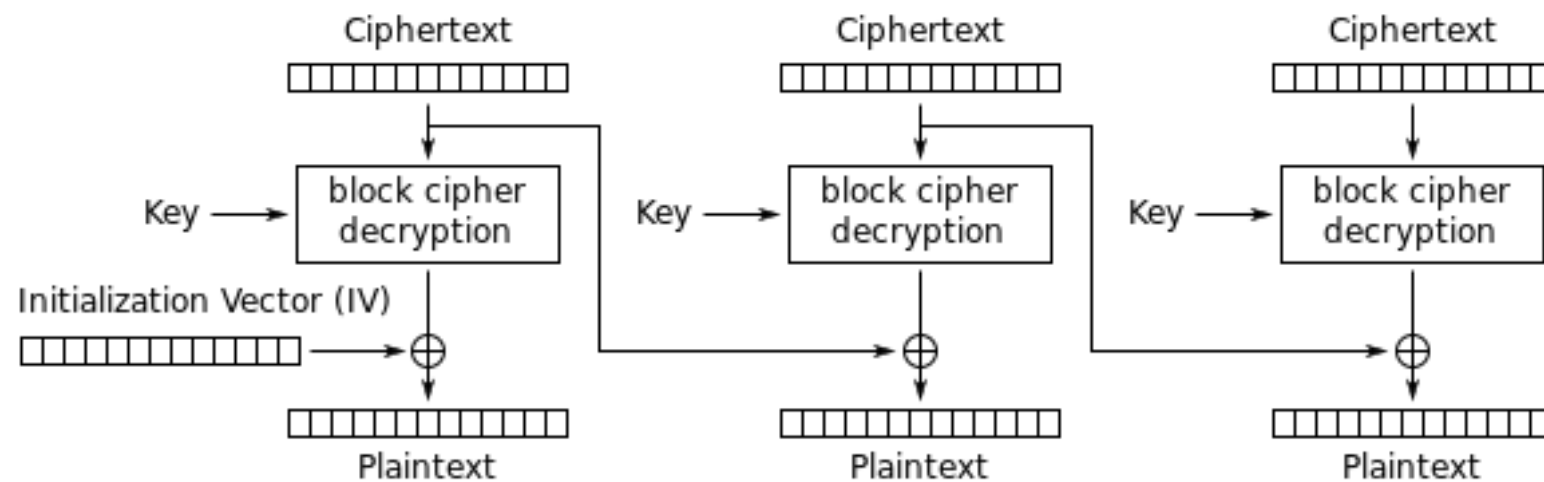 Ciphertext
Ciphertext
Ciphertext
Key
block cipher
decryption
Key
block cipher
decryption
Key
block cipher
decryption
Initialization Vector (IV)
Plaintext
Plaintext
Plaintext